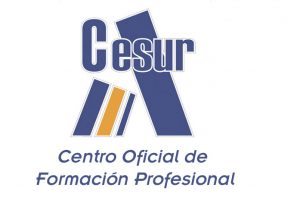 Cesur
Centro Oficial de
Formación Profesional